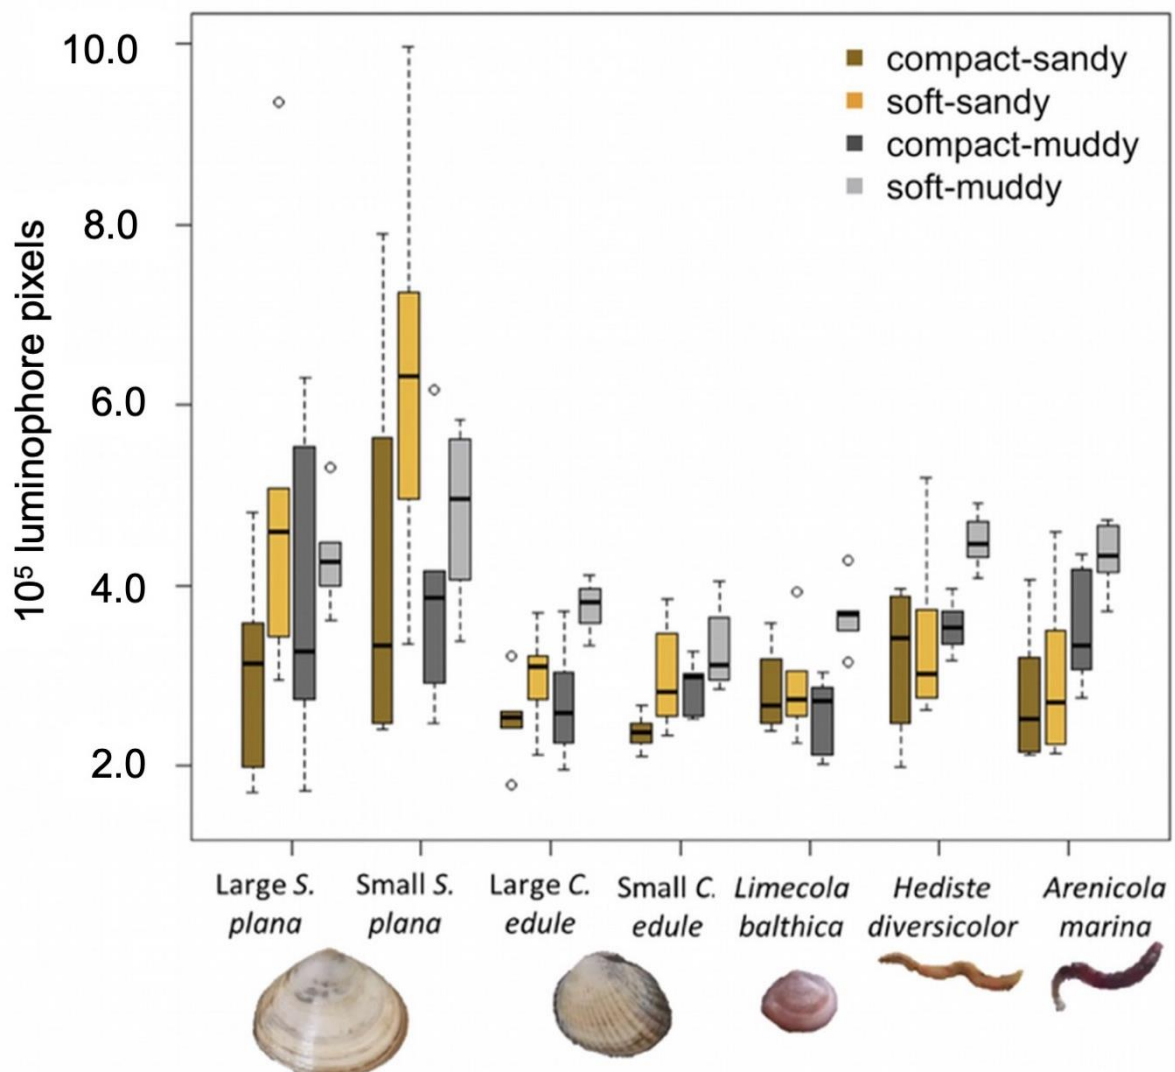 10.0
8.0
6.0
4.0
2.0
10⁵ luminophore pixels
compact-sandy
soft-sandy
compact-muddy
soft-muddy
Large S.
plana
Small S.
plana
Large C.
edule
Small C.
edule
Limecola
balthica
Hediste
diversicolor
Arenicola
marina